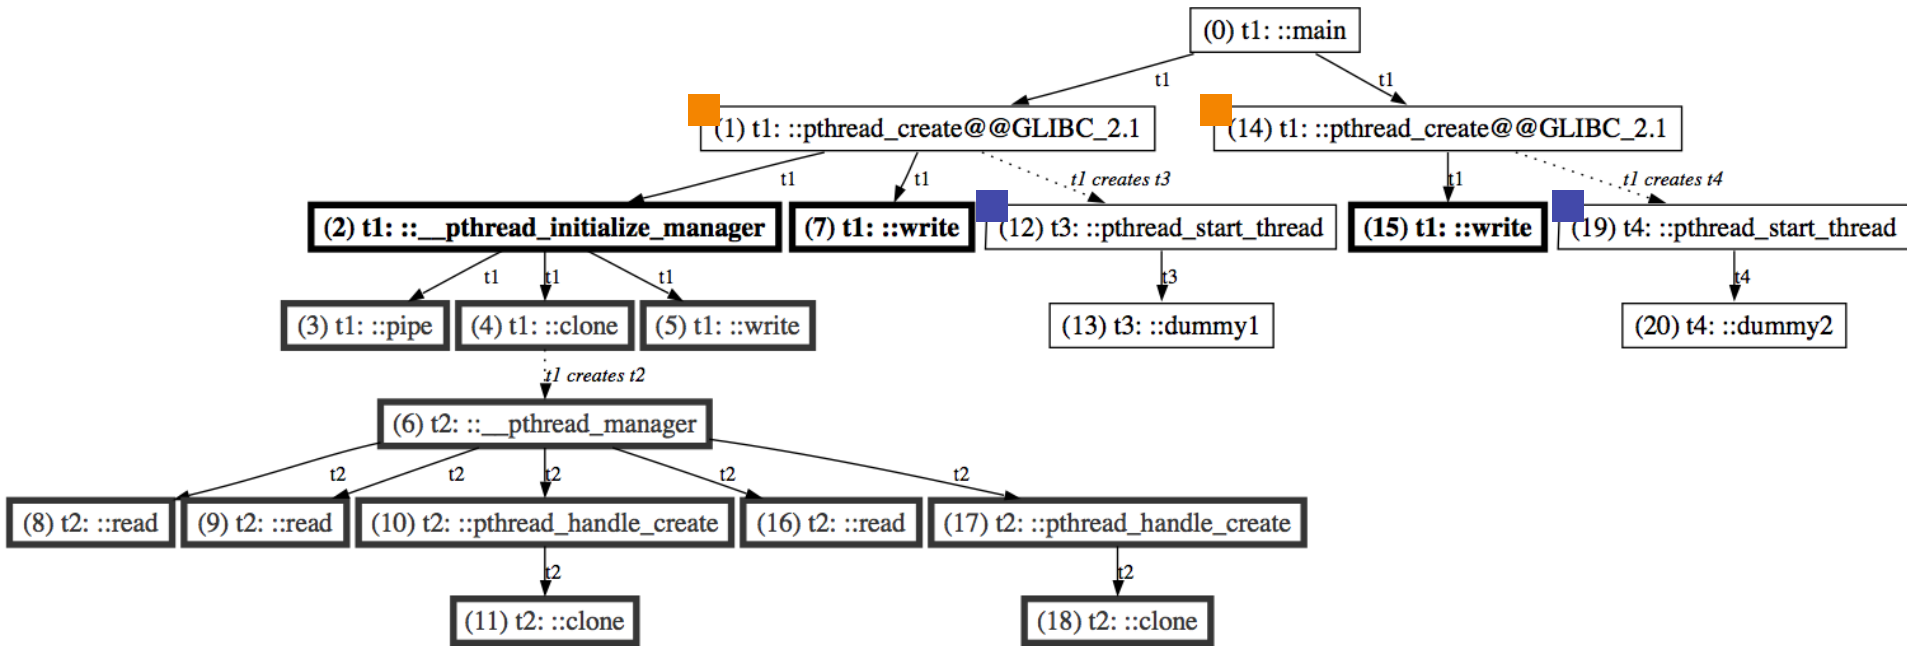 (0) t1: ::main
t1
t1
(1) t1: ::pthread_create@@GLIBC_2.1
(14) t1: ::pthread_create@@GLIBC_2.1
t1
t1
t1 creates t3
t1
t1 creates t4
(2) t1: ::__pthread_initialize_manager
(7) t1: ::write
(12) t3: ::pthread_start_thread
(15) t1: ::write
(19) t4: ::pthread_start_thread
t1
t1
t1
t3
t4
(3) t1: ::pipe
(4) t1: ::clone
(5) t1: ::write
(13) t3: ::dummy1
(20) t4: ::dummy2
t1 creates t2
(6) t2: ::__pthread_manager
t2
t2
t2
t2
t2
(8) t2: ::read
(9) t2: ::read
(10) t2: ::pthread_handle_create
(16) t2: ::read
(17) t2: ::pthread_handle_create
t2
t2
(11) t2: ::clone
(18) t2: ::clone